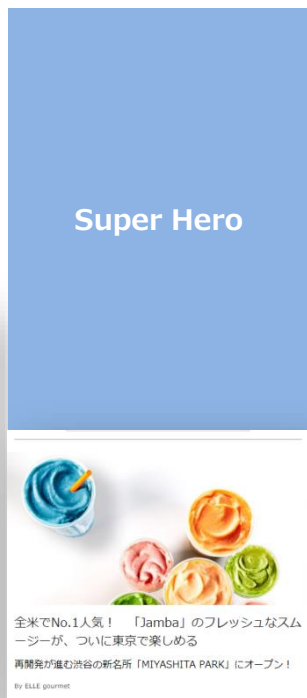 Super Hero
全米でNo.1人気！　「Jamba」のフレッシュなスム
ージーが、ついに東京で楽しめる
再開発が進む渋谷の新名所「MIYASHITA PARK」にオープン！
By ELLE gourmet